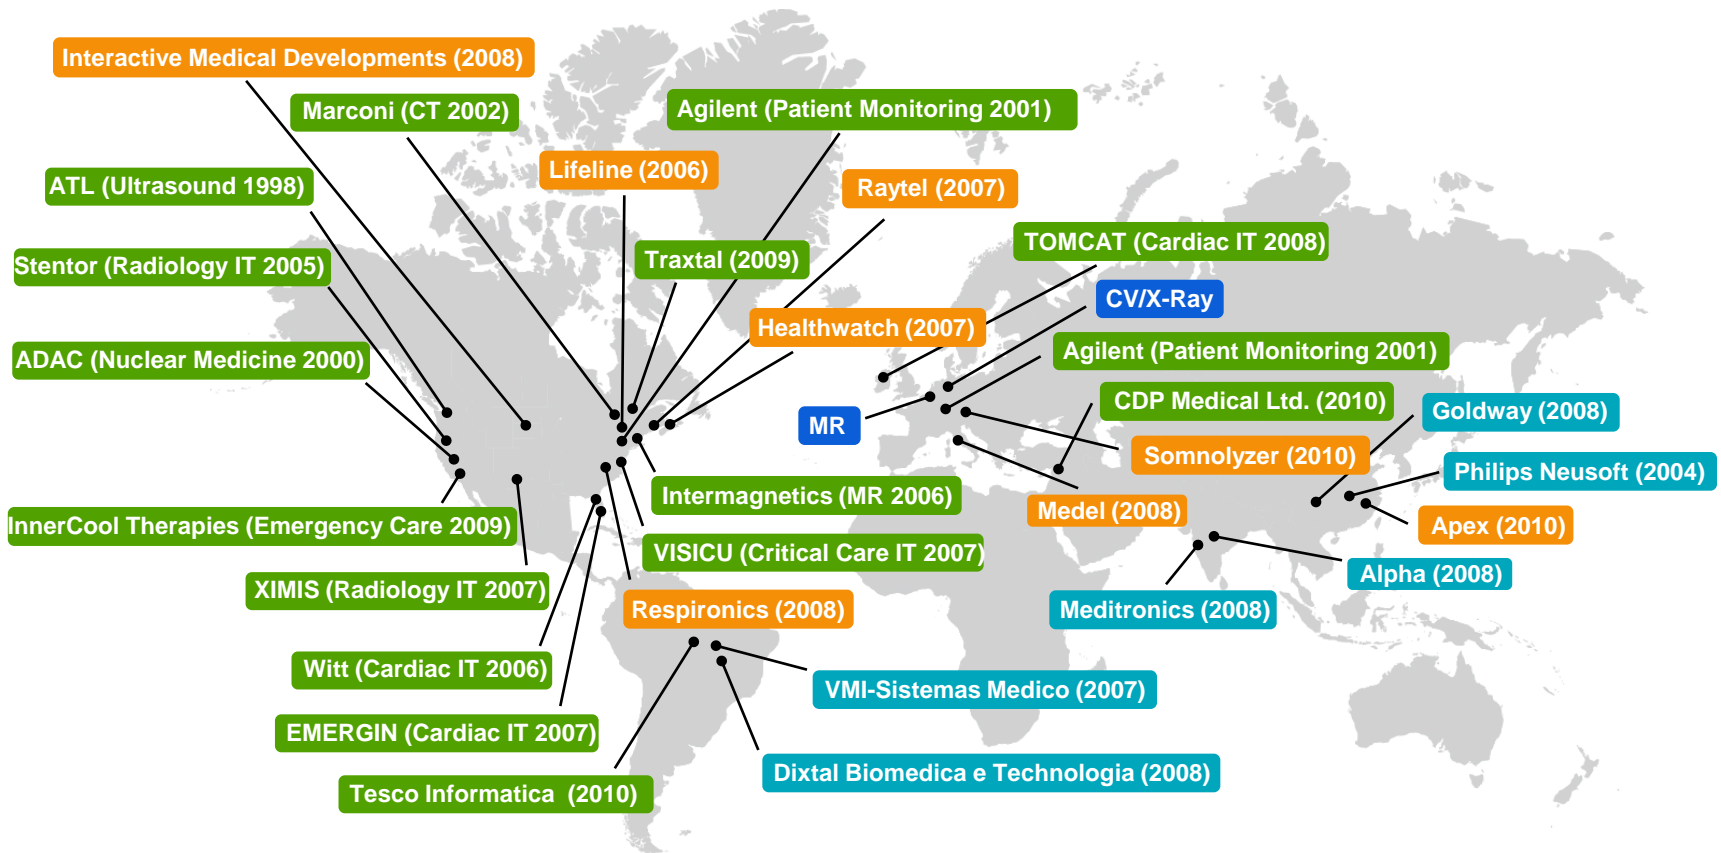 Interactive Medical Developments (2008)
Marconi (CT 2002)
Agilent (Patient Monitoring 2001)
Lifeline (2006)
ATL (Ultrasound 1998)
Raytel (2007)
TOMCAT (Cardiac IT 2008)
Stentor (Radiology IT 2005)
Traxtal (2009)
CV/X-Ray
Healthwatch (2007)
ADAC (Nuclear Medicine 2000)
Agilent (Patient Monitoring 2001)
CDP Medical Ltd. (2010)
Goldway (2008)
MR
Somnolyzer (2010)
Philips Neusoft (2004)
Intermagnetics (MR 2006)
Medel (2008)
InnerCool Therapies (Emergency Care 2009)
Apex (2010)
VISICU (Critical Care IT 2007)
Alpha (2008)
XIMIS (Radiology IT 2007)
Respironics (2008)
Meditronics (2008)
Witt (Cardiac IT 2006)
VMI-Sistemas Medico (2007)
EMERGIN (Cardiac IT 2007)
Dixtal Biomedica e Technologia (2008)
Tesco Informatica (2010)